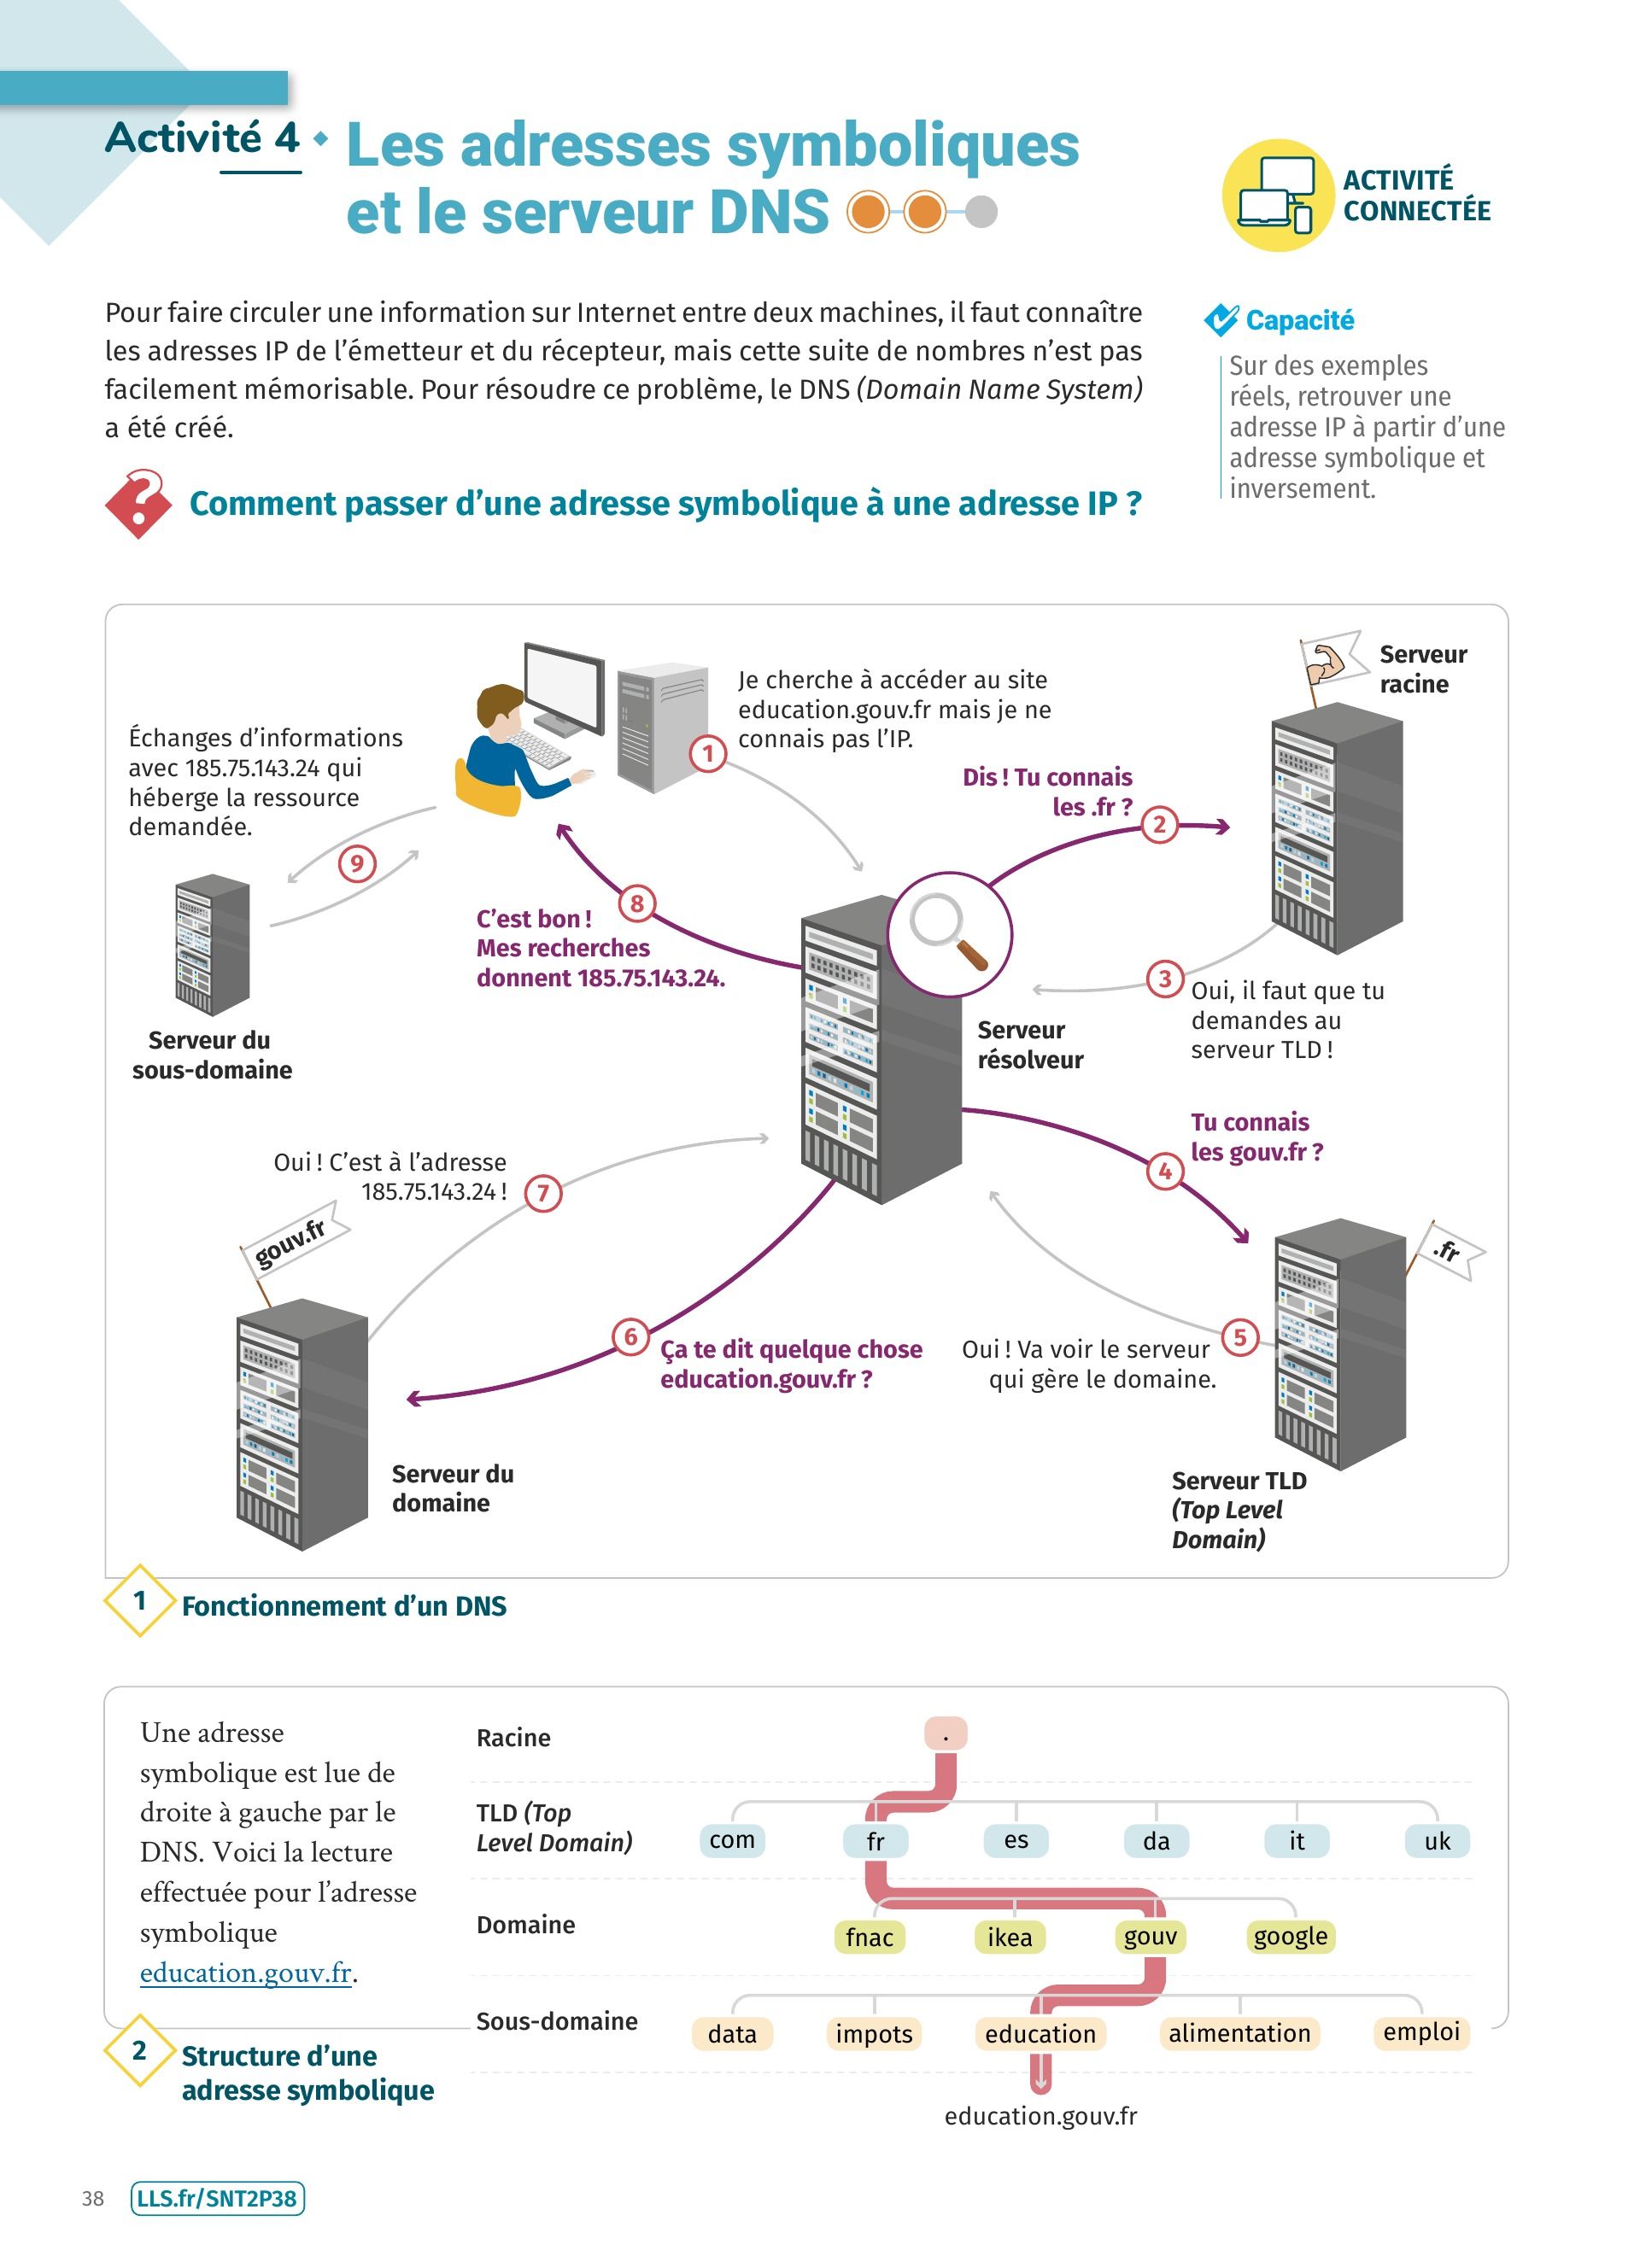 Activité 4
Les adresses symboliques
et le serveur DNS
ACTIVITÉ
CONNECTÉE
Pour faire circuler une information sur Internet entre deux machines, il faut connaître
les adresses IP de l’émetteur et du récepteur, mais cette suite de nombres n’est pas
facilement mémorisable. Pour résoudre ce problème, le DNS (Domain Name System)
a été créé.
Capacité
Sur des exemples
réels, retrouver une
adresse IP à partir d’une
adresse symbolique et
inversement.
?
Comment passer d’une adresse symbolique à une adresse IP ?
1
Je cherche à accéder au site
education.gouv.fr mais je ne
connais pas l’IP.
Serveur
racine
Dis ! Tu connais
les .fr ?
2
Échanges d’informations
avec 185.75.143.24 qui
héberge la ressource
demandée.
9
8
C’est bon !
Mes recherches
donnent 185.75.143.24.
3
Oui, il faut que tu
demandes au
serveur TLD !
Serveur du
sous-domaine
Serveur
résolveur
Tu connais
les gouv.fr ?
4
Oui ! C’est à l’adresse
185.75.143.24 !
7
gouv.fr
.fr
6
Ça te dit quelque chose
education.gouv.fr ?
Oui ! Va voir le serveur
qui gère le domaine.
5
Serveur du
domaine
Serveur TLD
(Top Level
Domain)
1
Fonctionnement d’un DNS
Une adresse
symbolique est lue de
droite à gauche par le
DNS. Voici la lecture
effectuée pour l’adresse
symbolique
education.gouv.fr.
2
Structure d’une
adresse symbolique
Racine
.
TLD (Top
Level Domain)
com fr es da it uk
Domaine
fnac ikea gouv google
Sous-domaine
data impots education alimentation emploi
education.gouv.fr
38
LLS.fr/SNT2P38